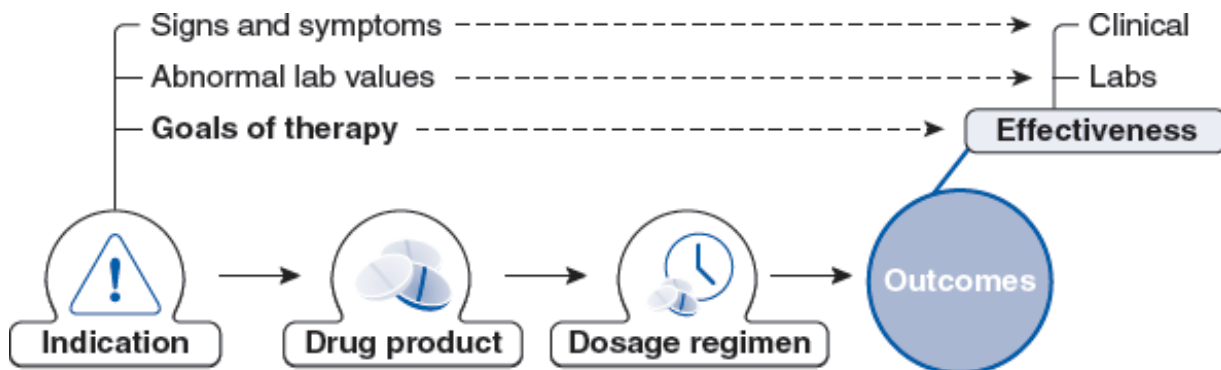 Signs and symptoms
Clinical
Abnormal lab values
Labs
Goals of therapy
Effectiveness
!
Outcomes
Indication
Drug product
Dosage regimen